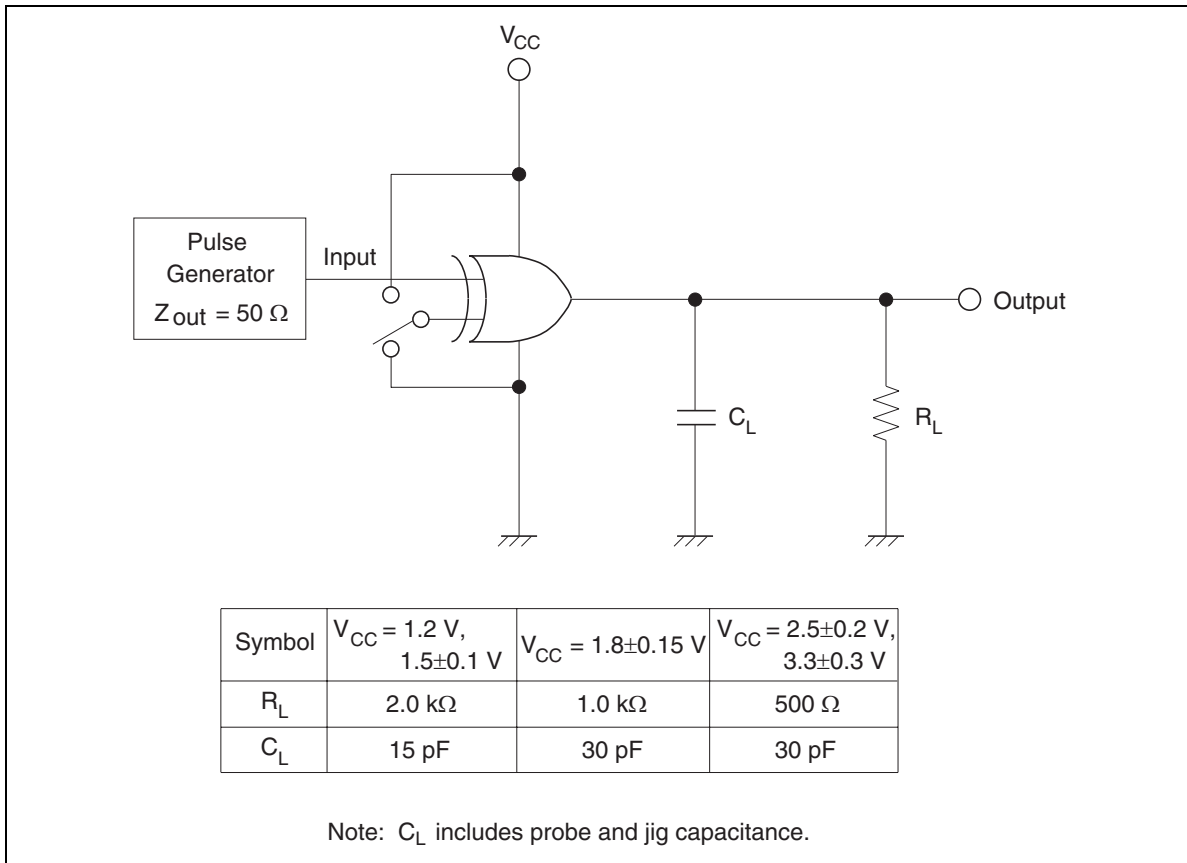 VCC
Pulse
Generator
Zout = 50 Ω
Input
Output
CL
RL
Symbol
VCC = 1.2 V,
1.5±0.1 V
VCC = 1.8±0.15 V
VCC = 2.5±0.2 V,
3.3±0.3 V
RL
2.0 kΩ
1.0 kΩ
500 Ω
CL
15 pF
30 pF
30 pF
Note: CL includes probe and jig capacitance.